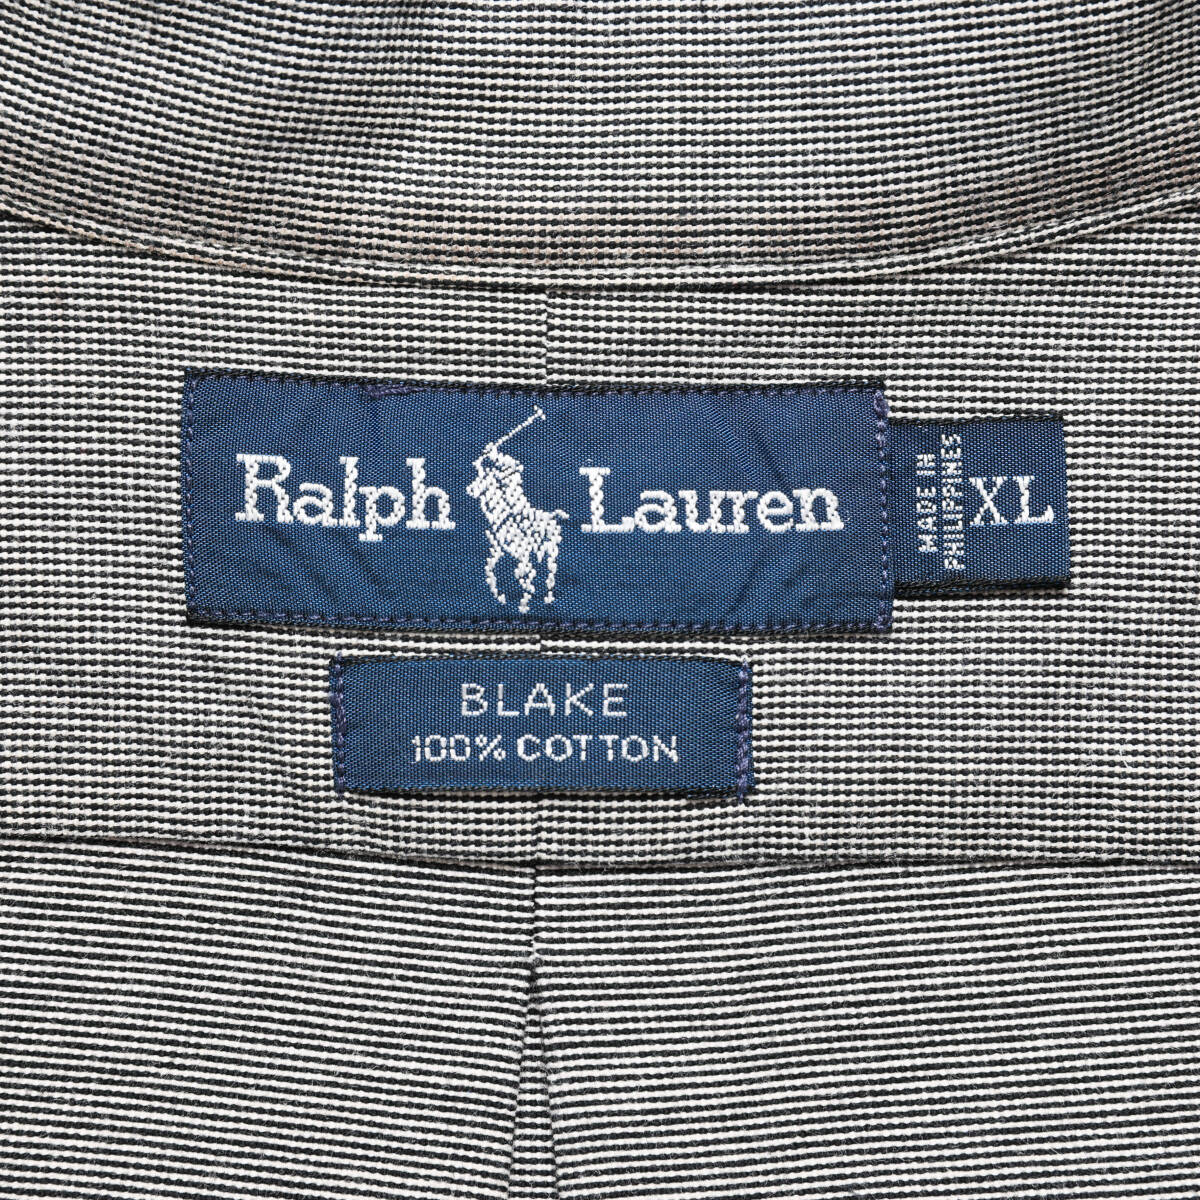 Ralph Lauren
MADE IN
PHILIPPINES
XL
BLAKE
100% COTTON